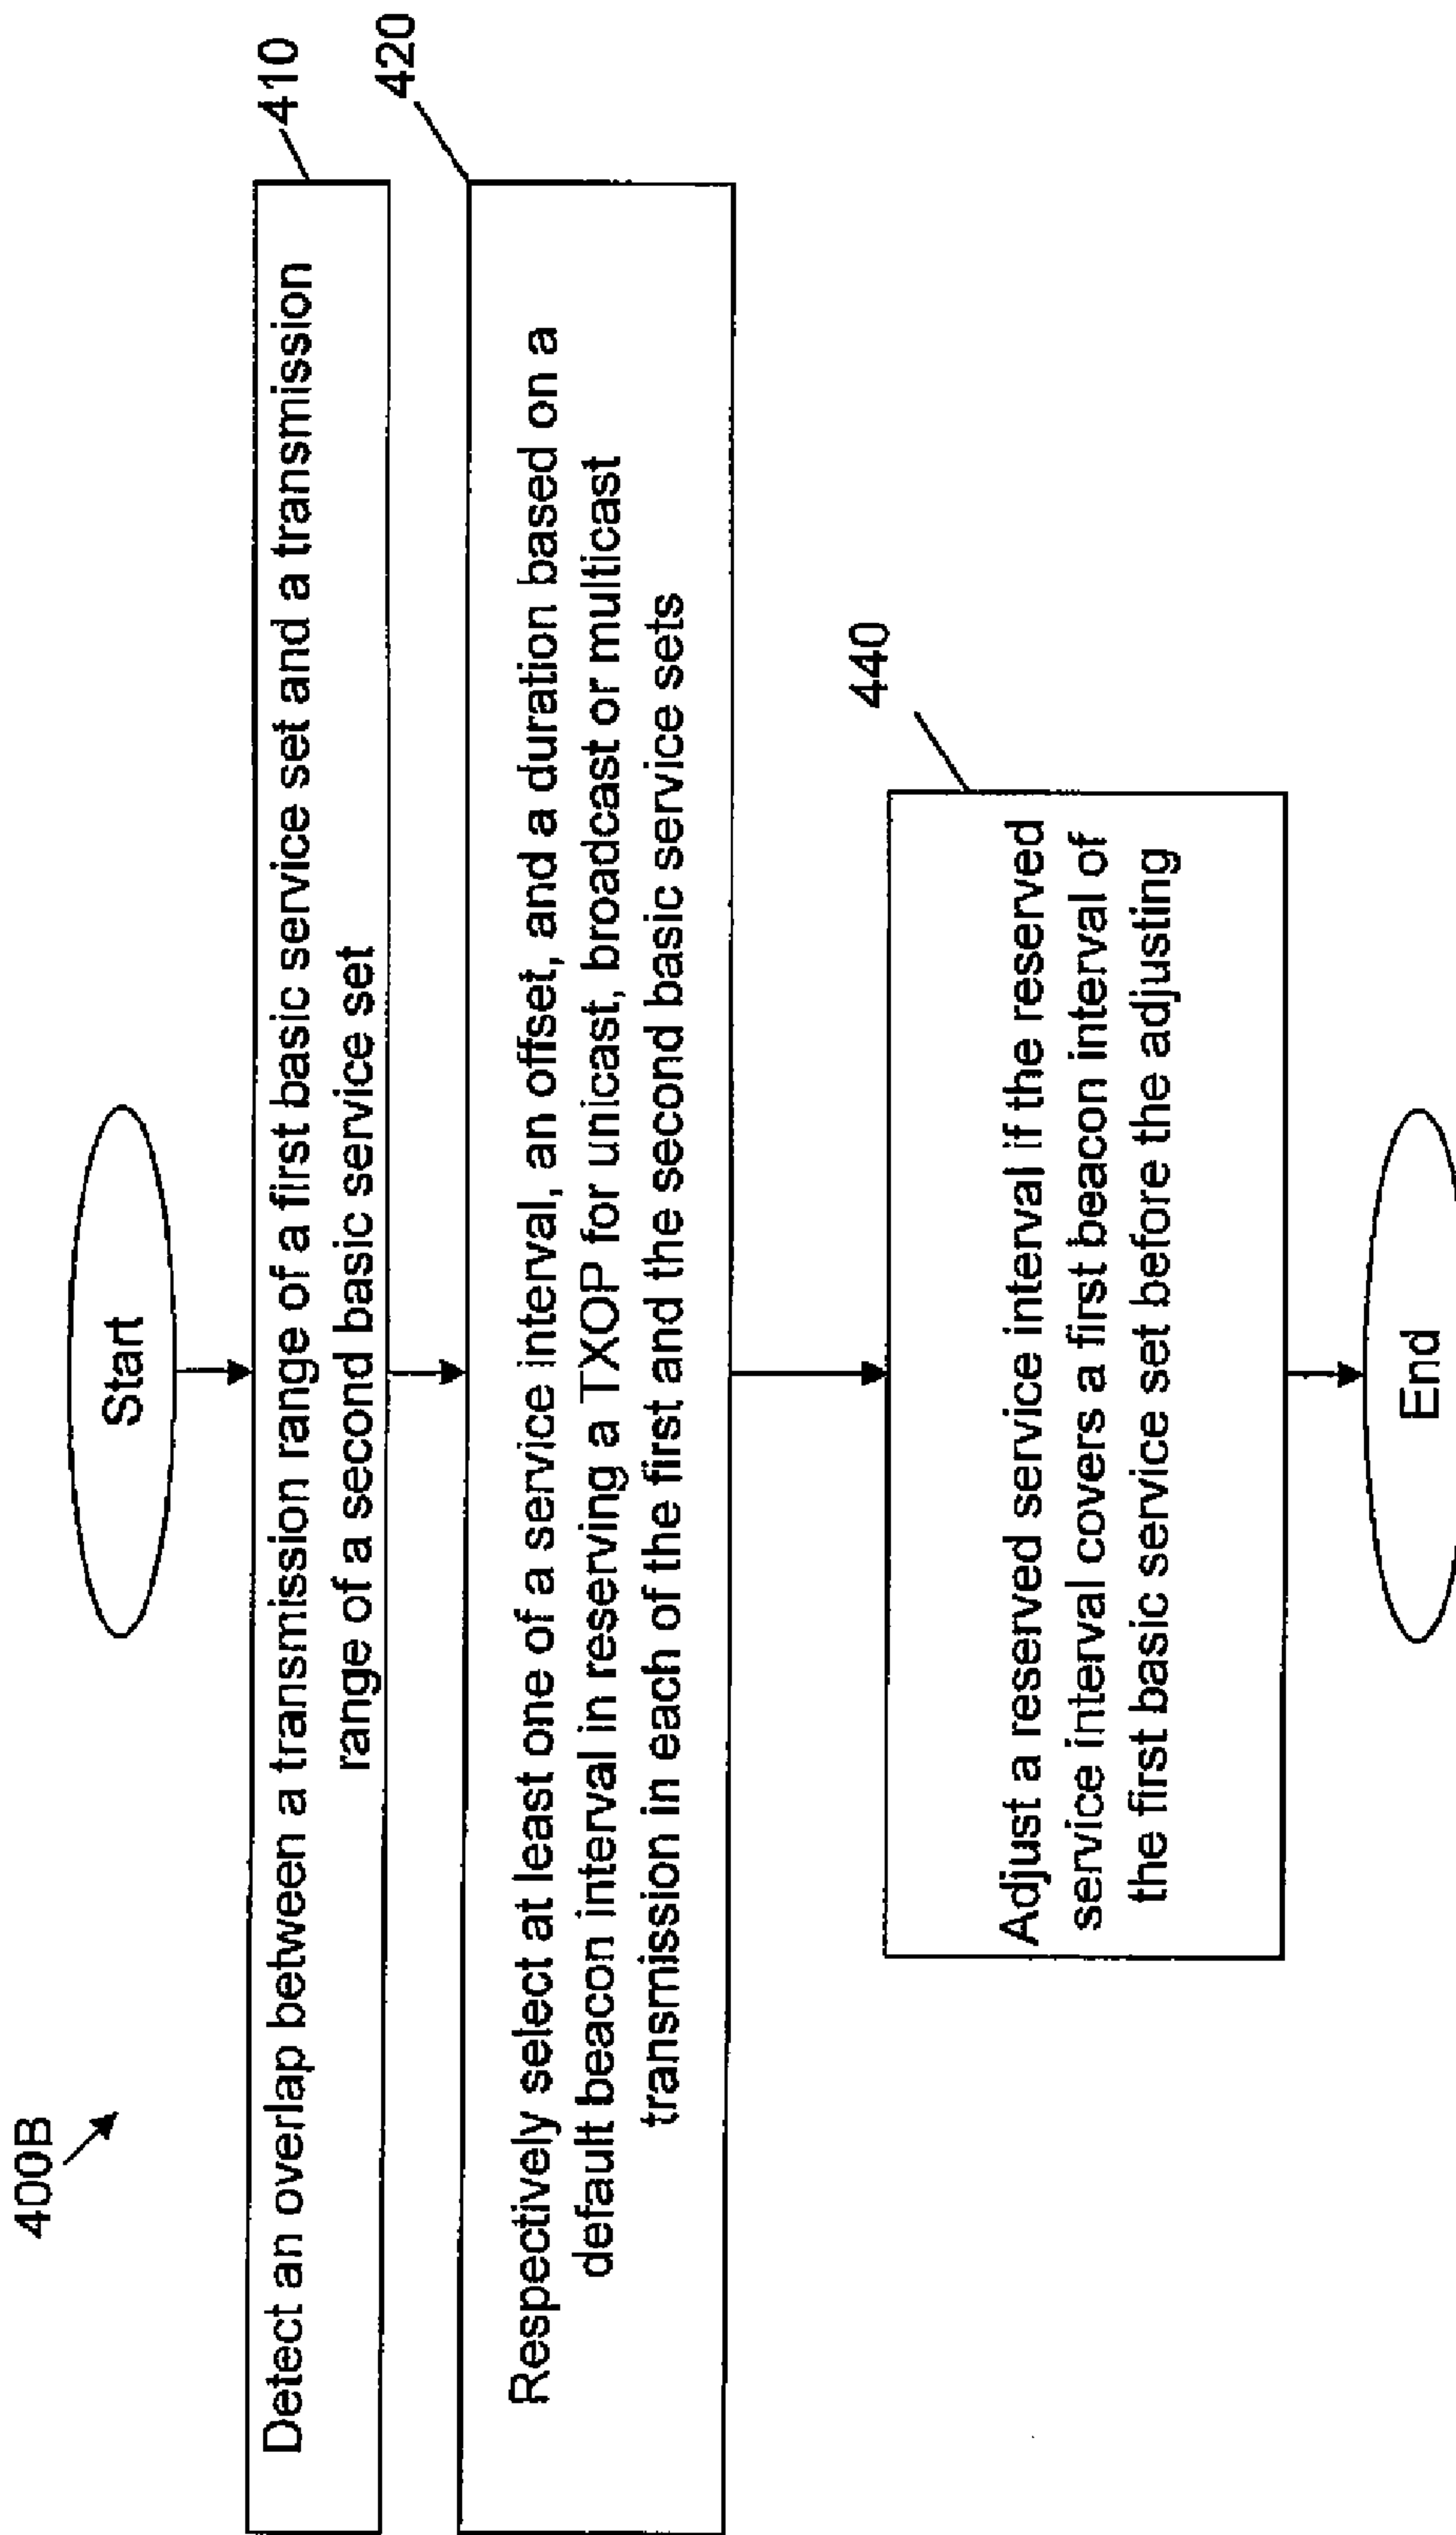 400B
Start
410
Detect an overlap between a transmission range of a first basic service set and a transmission
range of a second basic service set
420
Respectively select at least one of a service interval, an offset, and a duration based on a
default beacon interval in reserving a TXOP for unicast, broadcast or multicast
transmission in each of the first and the second basic service sets
440
Adjust a reserved service interval if the reserved
service interval covers a first beacon interval of
the first basic service set before the adjusting
End